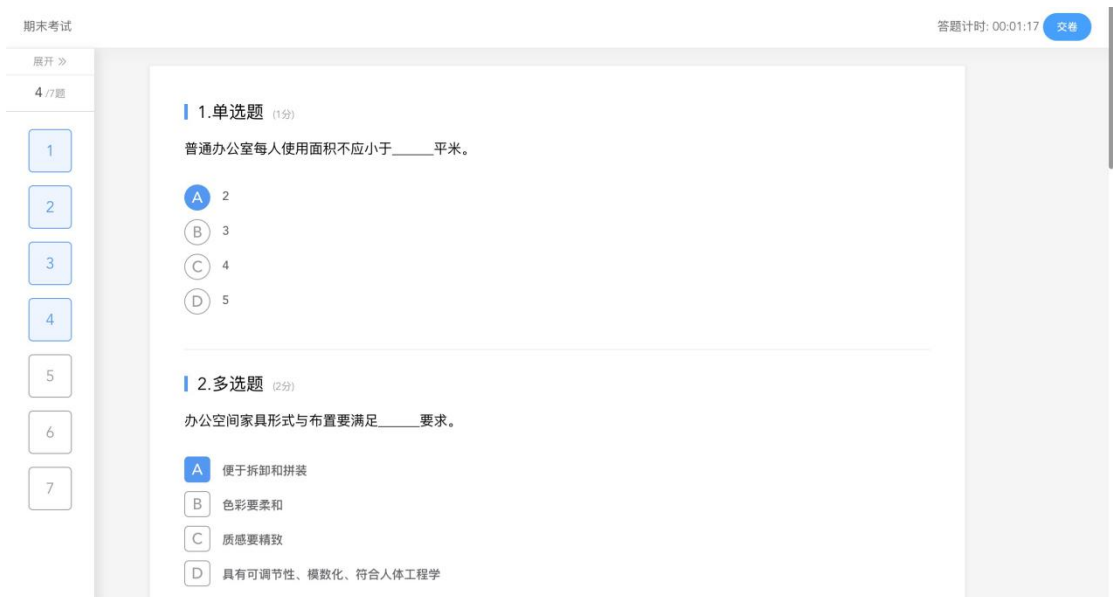 期末考试
答题计时: 00:01:17 交卷
展开 »
4 /7题
1
2
3
4
5
6
7
1.单选题 (1分)
普通办公室每人使用面积不应小于______平米。
A 2
B 3
C 4
D 5
2.多选题 (2分)
办公空间家具形式与布置要满足______要求。
A 便于拆卸和拼装
B 色彩要柔和
C 质感要精致
D 具有可调节性、模数化、符合人体工程学